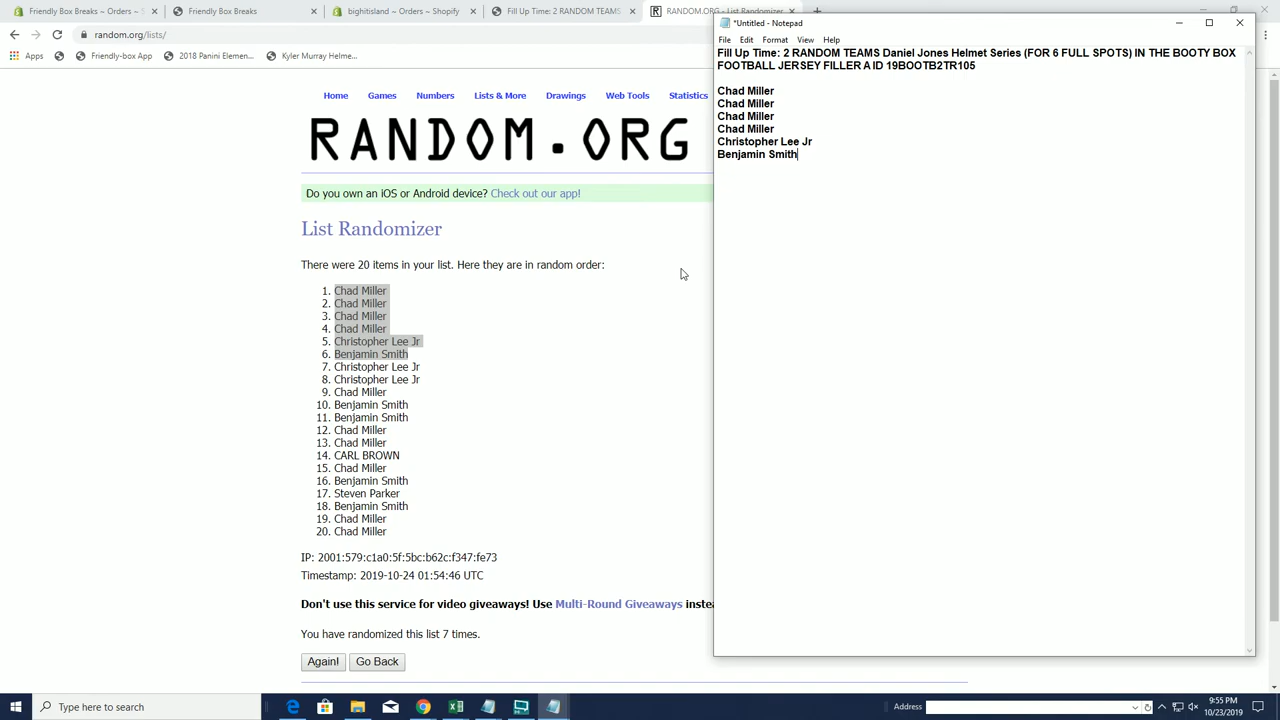 Friendly Box Breaks ~ Orders ~ S
Friendly Box Breaks
bighitisland ~ Orders ~ Shopify
Fill Up Time: 2 RANDOM TEAMS
RANDOM.ORG - List Randomizer
random.org/lists/
Apps
Friendly-box App
2018 Panini Elemen...
Kyler Murray Helme...
Home
Games
Numbers
Lists & More
Drawings
Web Tools
Statistics
RANDOM.ORG
Do you own an iOS or Android device? Check out our app!
List Randomizer
There were 20 items in your list. Here they are in random order:
1. Chad Miller
2. Chad Miller
3. Chad Miller
4. Chad Miller
5. Christopher Lee Jr
6. Benjamin Smith
7. Christopher Lee Jr
8. Christopher Lee Jr
9. Chad Miller
10. Benjamin Smith
11. Benjamin Smith
12. Chad Miller
13. Chad Miller
14. CARL BROWN
15. Chad Miller
16. Benjamin Smith
17. Steven Parker
18. Benjamin Smith
19. Chad Miller
20. Chad Miller
IP: 2001:579:c1a0:5f:5bc:b62c:f347:fe73
Timestamp: 2019-10-24 01:54:46 UTC
Don't use this service for video giveaways! Use Multi-Round Giveaways instea
You have randomized this list 7 times.
Again!
Go Back
*Untitled - Notepad
File Edit Format View Help
Fill Up Time: 2 RANDOM TEAMS Daniel Jones Helmet Series (FOR 6 FULL SPOTS) IN THE BOOTY BOX
FOOTBALL JERSEY FILLER A ID 19BOOTB2TR105
Chad Miller
Chad Miller
Chad Miller
Chad Miller
Christopher Lee Jr
Benjamin Smith
Type here to search
Address
9:55 PM
10/23/2019